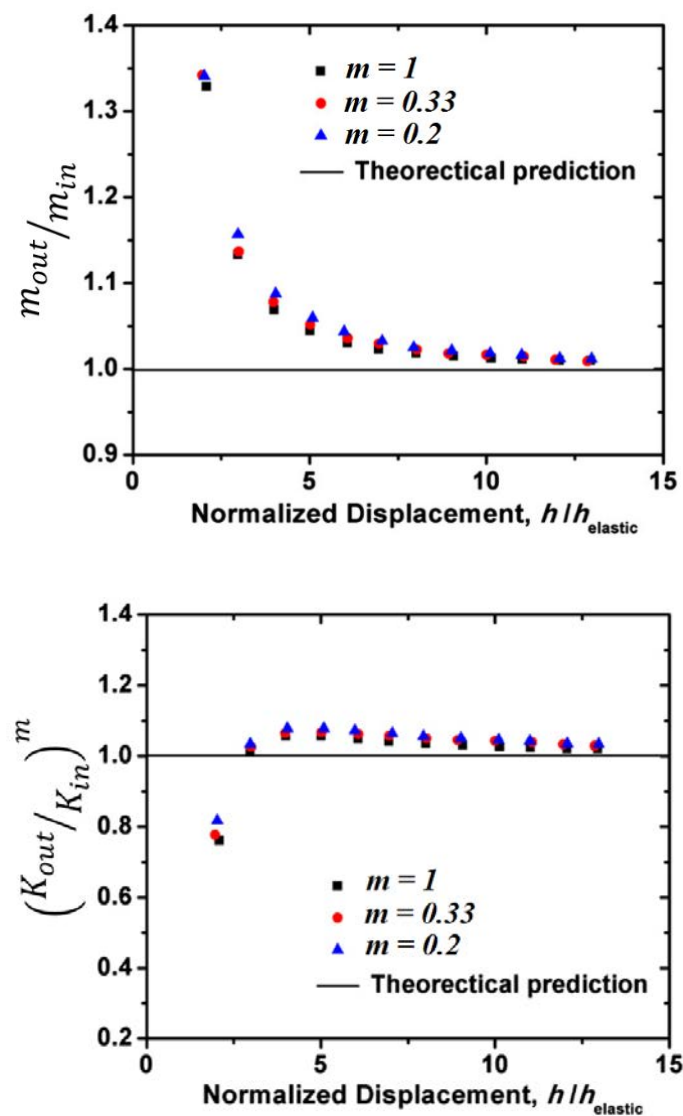 1.4
1.3
1.2
1.1
1.0
0.9
m_out/m_in
m = 1
m = 0.33
m = 0.2
Theorectical prediction
0 5 10 15
Normalized Displacement, h/h_elastic
1.4
1.2
1.0
0.8
0.6
0.4
0.2
(K_out/K_in)^m
m = 1
m = 0.33
m = 0.2
Theorectical prediction
0 5 10 15
Normalized Displacement, h/h_elastic